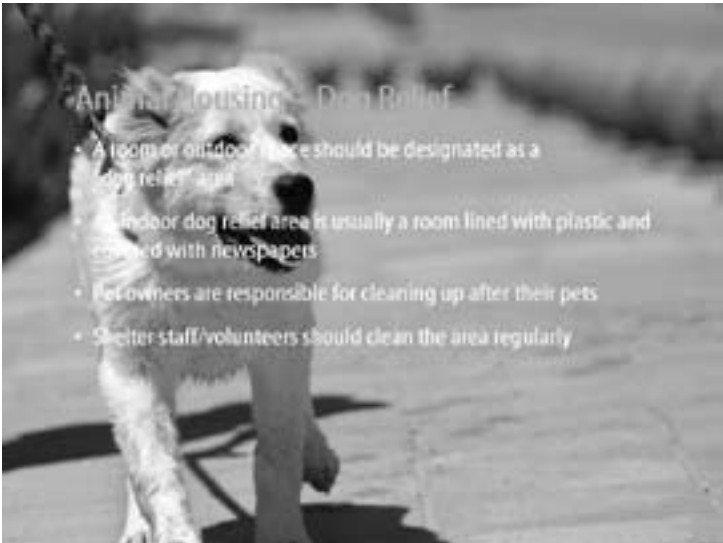 Animal Housing – Dog Relief
• A room or outdoor space should be designated as a
"dog relief" area
• An indoor dog relief area is usually a room lined with plastic and
covered with newspapers
• Pet owners are responsible for cleaning up after their pets
• Shelter staff/volunteers should clean the area regularly